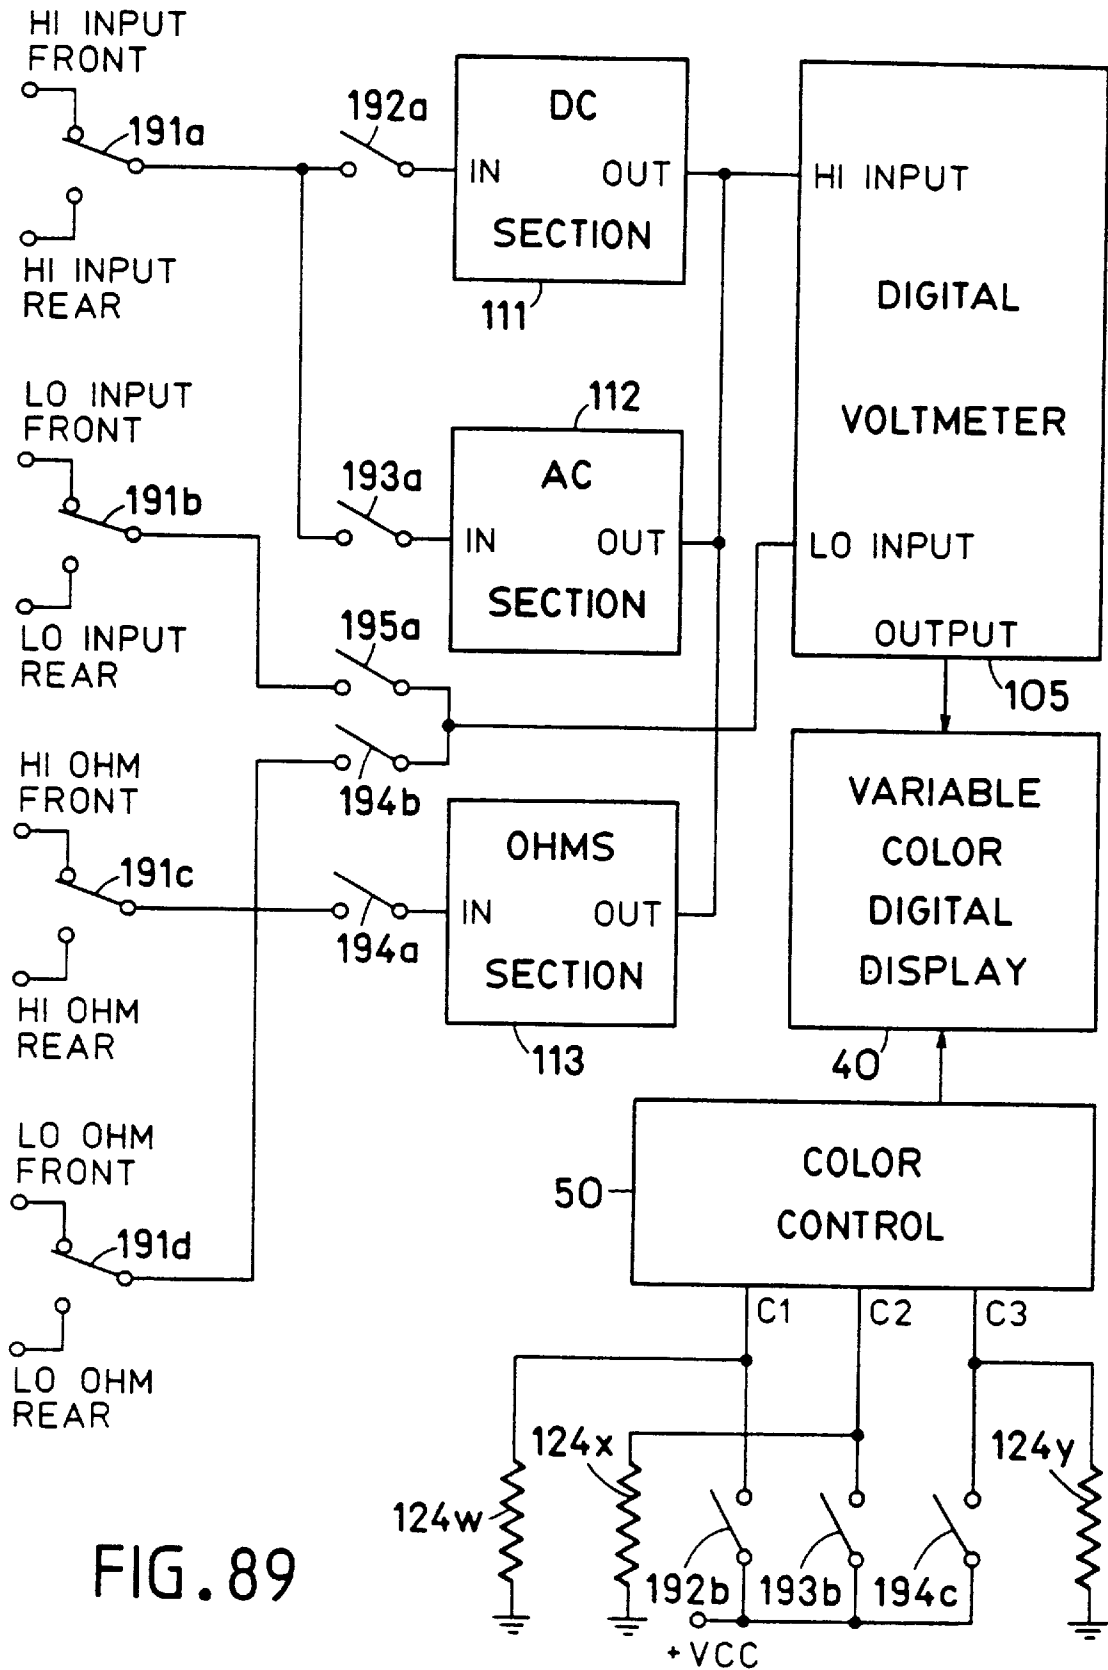 HI INPUT
FRONT
191a
HI INPUT
REAR
192a
DC
IN OUT
SECTION
111
HI INPUT
DIGITAL
VOLTMETER
LO INPUT
OUTPUT
105
LO INPUT
FRONT
191b
LO INPUT
REAR
193a
112
AC
IN OUT
SECTION
195a
194b
HI OHM
FRONT
191c
HI OHM
REAR
194a
OHMS
IN OUT
SECTION
113
VARIABLE
COLOR
DIGITAL
DISPLAY
40
LO OHM
FRONT
191d
LO OHM
REAR
50
COLOR
CONTROL
C1 C2 C3
124w
124x
124y
192b
193b
194c
+VCC
FIG. 89